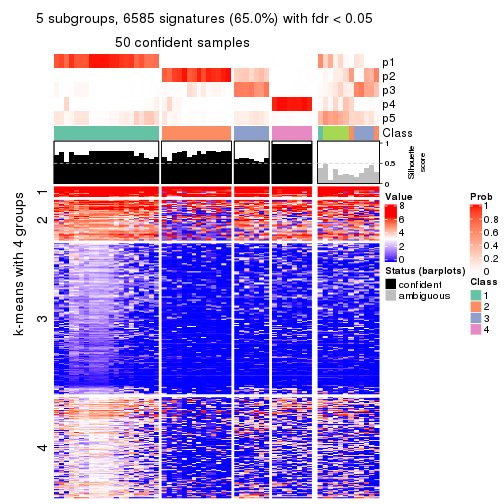 5 subgroups, 6585 signatures (65.0%) with fdr < 0.05
50 confident samples
p1
p2
p3
p4
p5
Class
1
0.5
0
Silhouette
score
k-means with 4 groups
1
2
3
4
Value
8
6
4
2
0
Status (barplots)
confident
ambiguous
Prob
1
0.8
0.6
0.4
0.2
0
Class
1
2
3
4